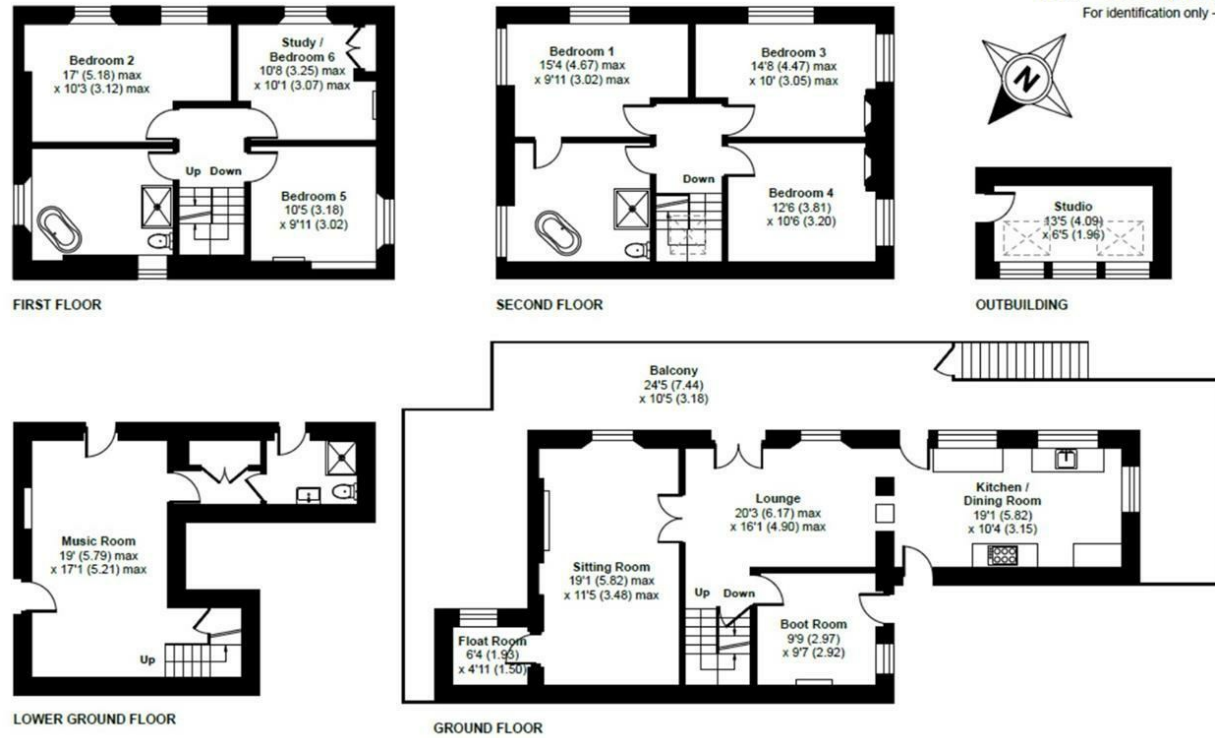 For identification only -
Bedroom 2
17' (5.18) max
x 10'3 (3.12) max
Study /
Bedroom 6
10'8 (3.25) max
x 10'1 (3.07) max
Up Down
Bedroom 5
10'5 (3.18)
x 9'11 (3.02)
FIRST FLOOR
Bedroom 1
15'4 (4.67) max
x 9'11 (3.02) max
Bedroom 3
14'8 (4.47) max
x 10' (3.05) max
Down
Bedroom 4
12'6 (3.81)
x 10'6 (3.20)
SECOND FLOOR
N
Studio
13'5 (4.09)
x 6'5 (1.96)
OUTBUILDING
Music Room
19' (5.79) max
x 17'1 (5.21) max
Up
LOWER GROUND FLOOR
Balcony
24'5 (7.44)
x 10'5 (3.18)
Lounge
20'3 (6.17) max
x 16'1 (4.90) max
Kitchen /
Dining Room
19'1 (5.82)
x 10'4 (3.15)
Sitting Room
19'1 (5.82) max
x 11'5 (3.48) max
Up Down
Boot Room
9'9 (2.97)
x 9'7 (2.92)
Float Room
6'4 (1.93)
x 4'11 (1.50)
GROUND FLOOR